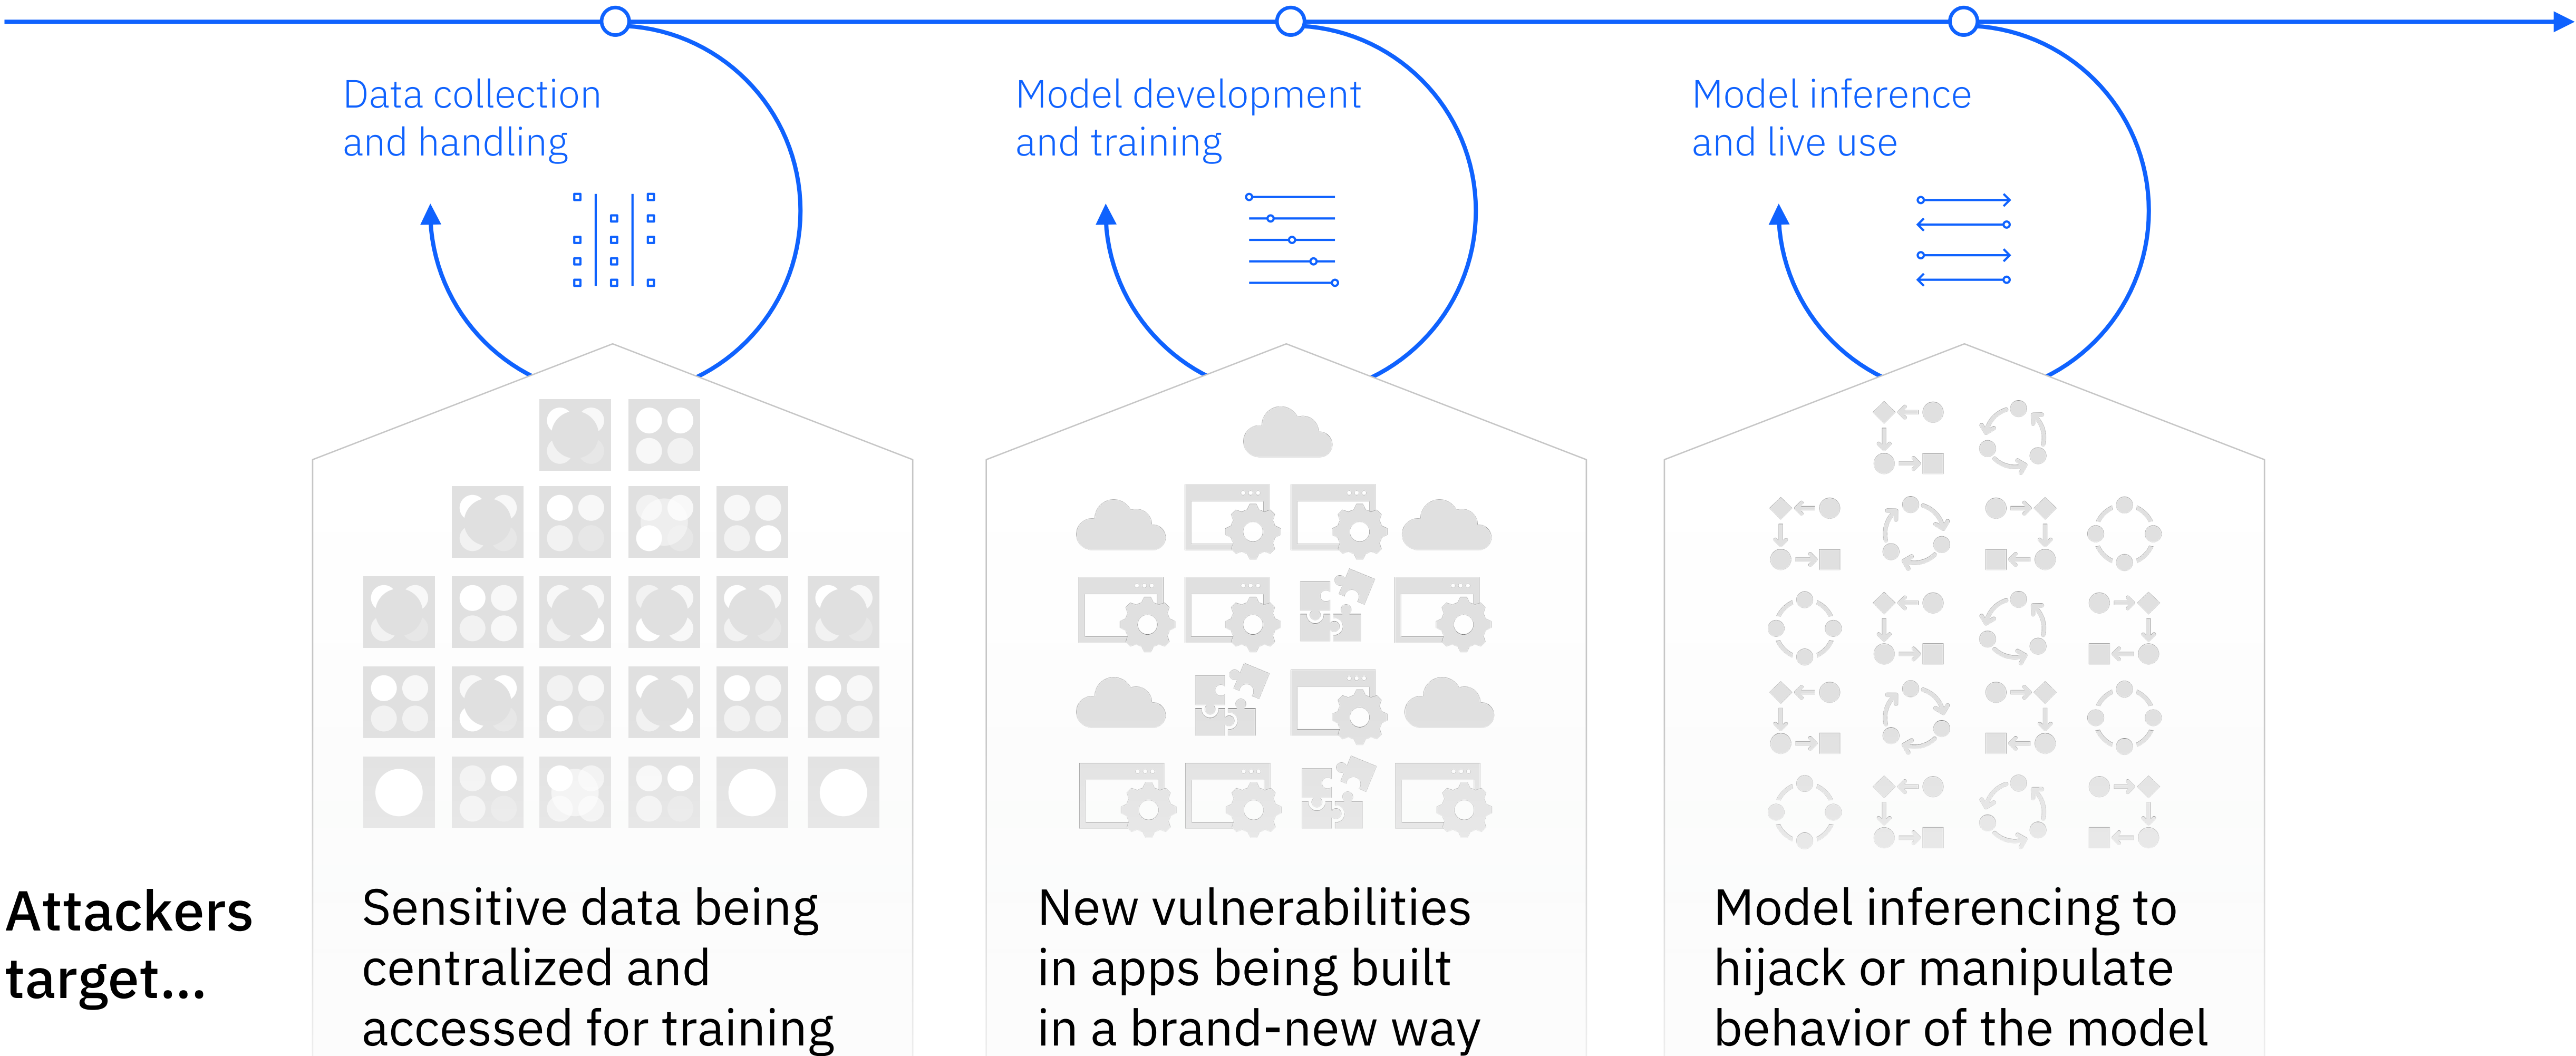 Data collection
and handling
Model development
and training
Model inference
and live use
Attackers
target...
Sensitive data being
centralized and
accessed for training
New vulnerabilities
in apps being built
in a brand-new way
Model inferencing to
hijack or manipulate
behavior of the model